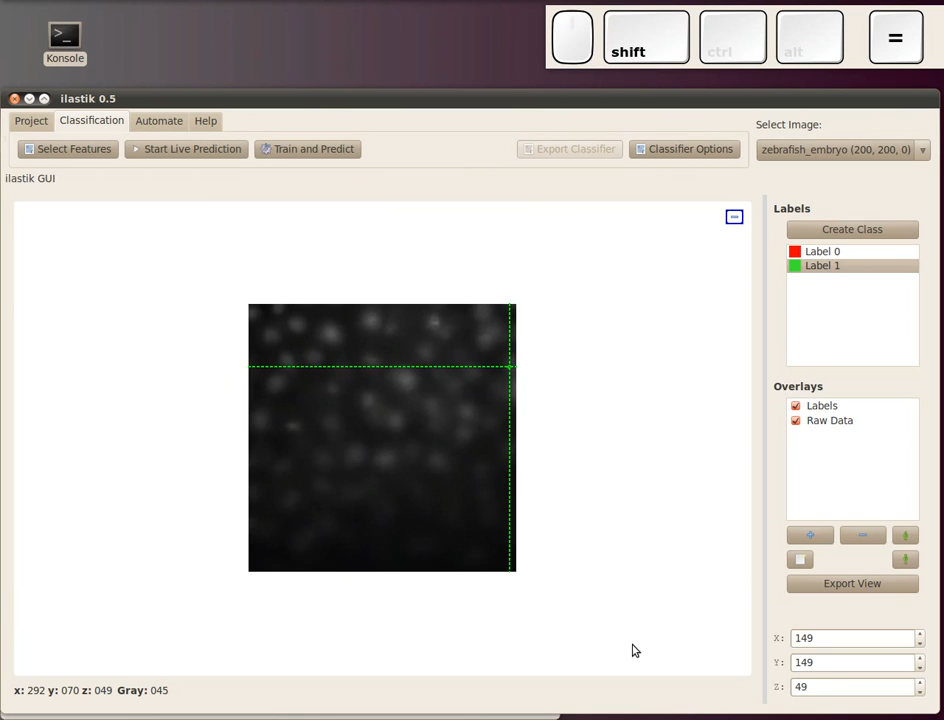 >_
Konsole
shift
ctrl
alt
=
ilastik 0.5
Project
Classification
Automate
Help
Select Features
Start Live Prediction
Train and Predict
Export Classifier
Classifier Options
Select Image:
zebrafish_embryo (200, 200, 0)
ilastik GUI
Labels
Create Class
Label 0
Label 1
Overlays
Labels
Raw Data
Export View
X: 149
Y: 149
Z: 49
x: 292 y: 070 z: 049 Gray: 045